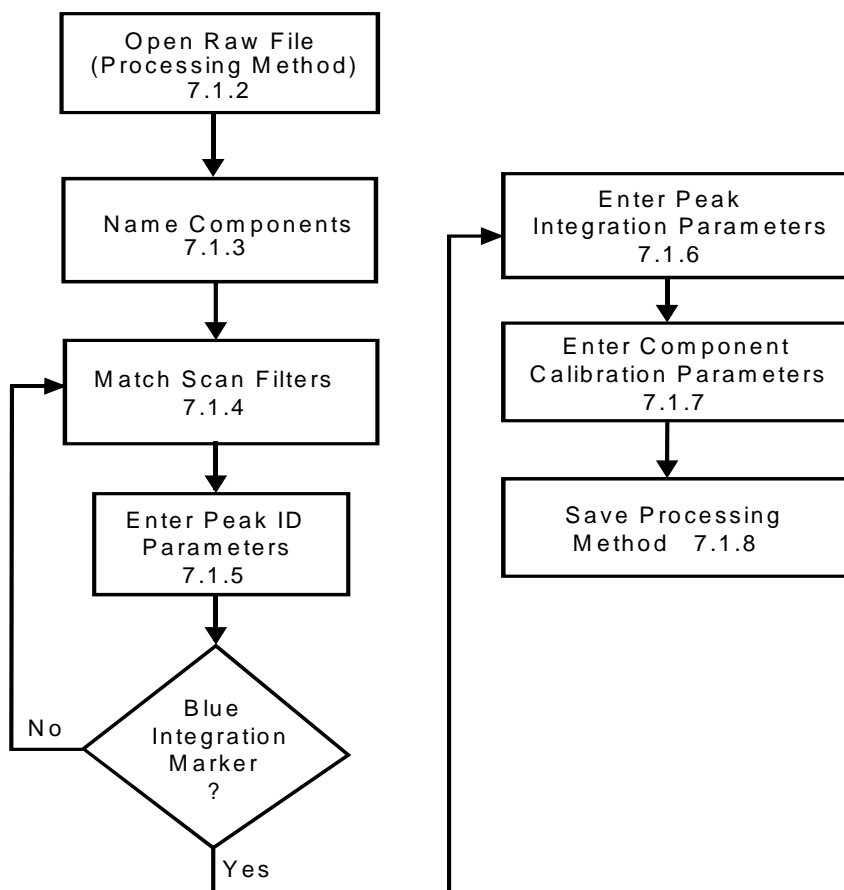 Open Raw File
(Processing Method)
7.1.2
Name Components
7.1.3
Match Scan Filters
7.1.4
Enter Peak ID
Parameters
7.1.5
Blue
Integration
Marker
?
No
Yes
Enter Peak
Integration Parameters
7.1.6
Enter Component
Calibration Parameters
7.1.7
Save Processing
Method 7.1.8